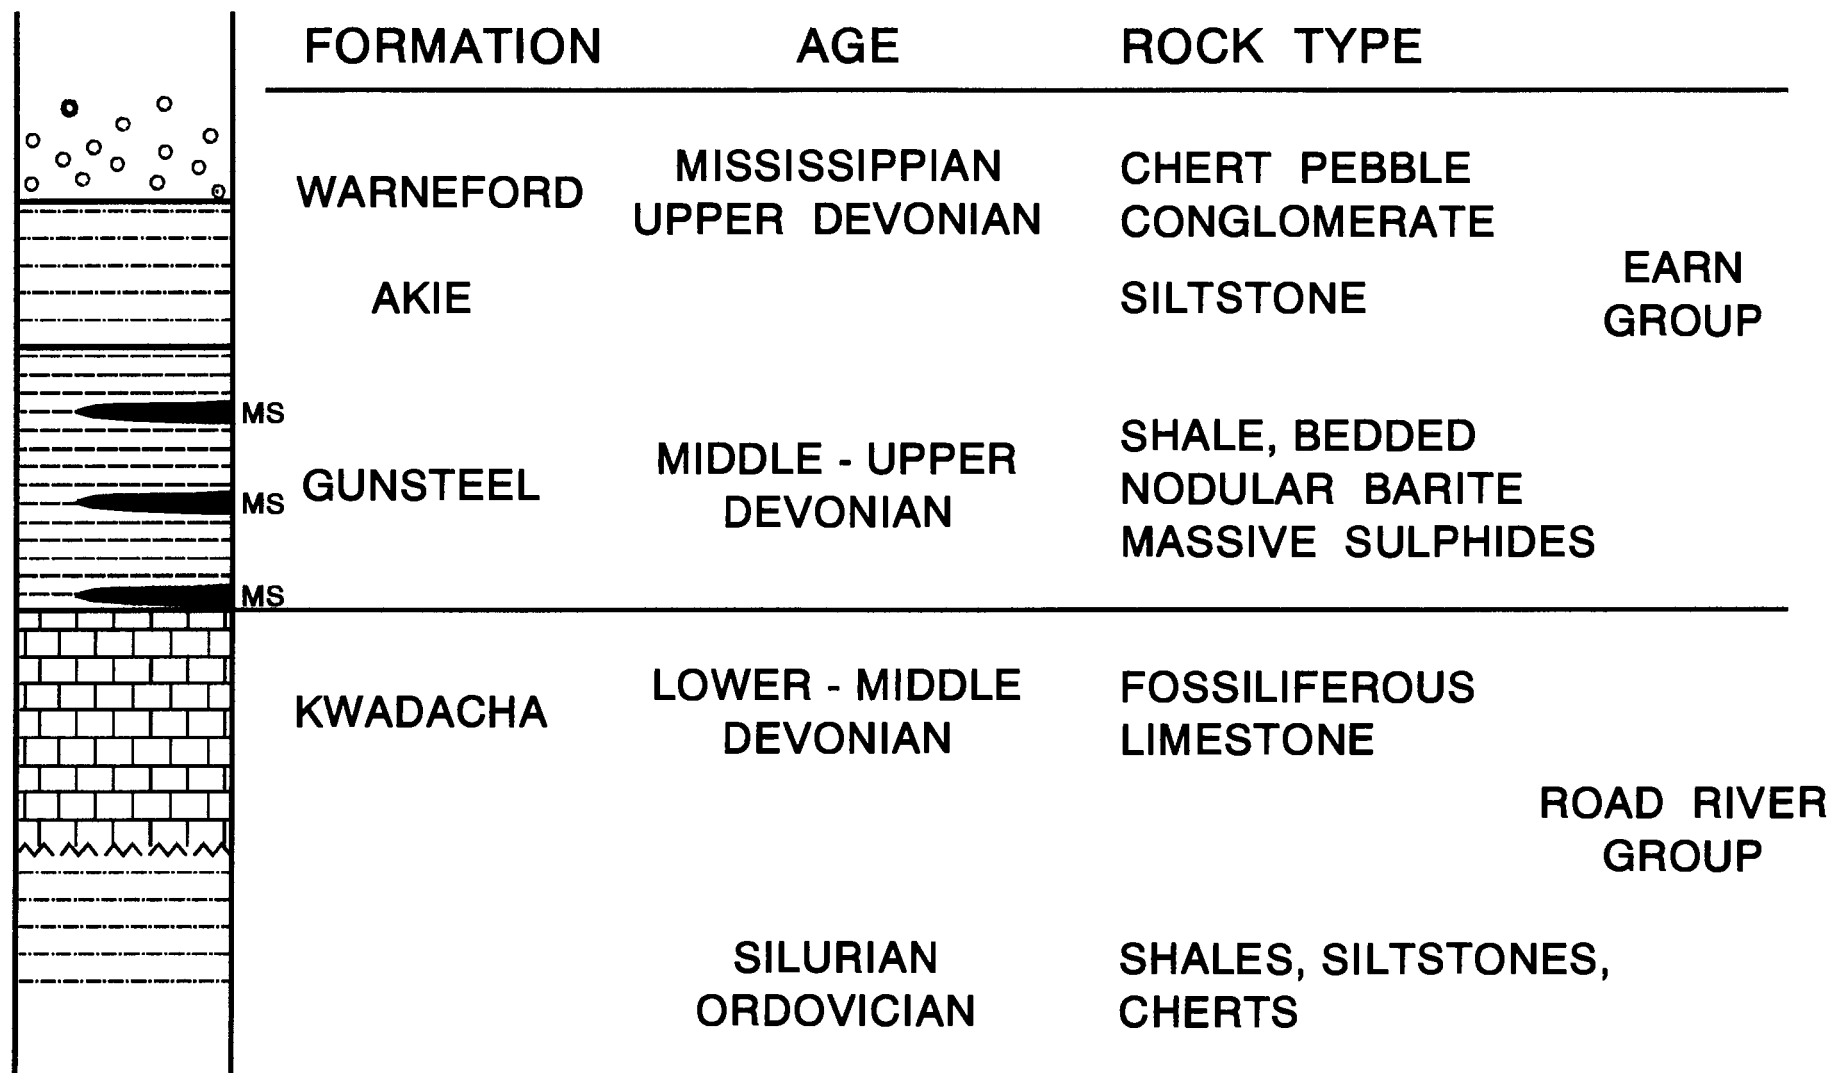 FORMATION AGE ROCK TYPE
WARNEFORD
MISSISSIPPIAN
UPPER DEVONIAN
CHERT PEBBLE
CONGLOMERATE
AKIE
SILTSTONE
EARN
GROUP
MS
MS
MS
GUNSTEEL
MIDDLE - UPPER
DEVONIAN
SHALE, BEDDED
NODULAR BARITE
MASSIVE SULPHIDES
KWADACHA
LOWER - MIDDLE
DEVONIAN
FOSSILIFEROUS
LIMESTONE
ROAD RIVER
GROUP
SILURIAN
ORDOVICIAN
SHALES, SILTSTONES,
CHERTS